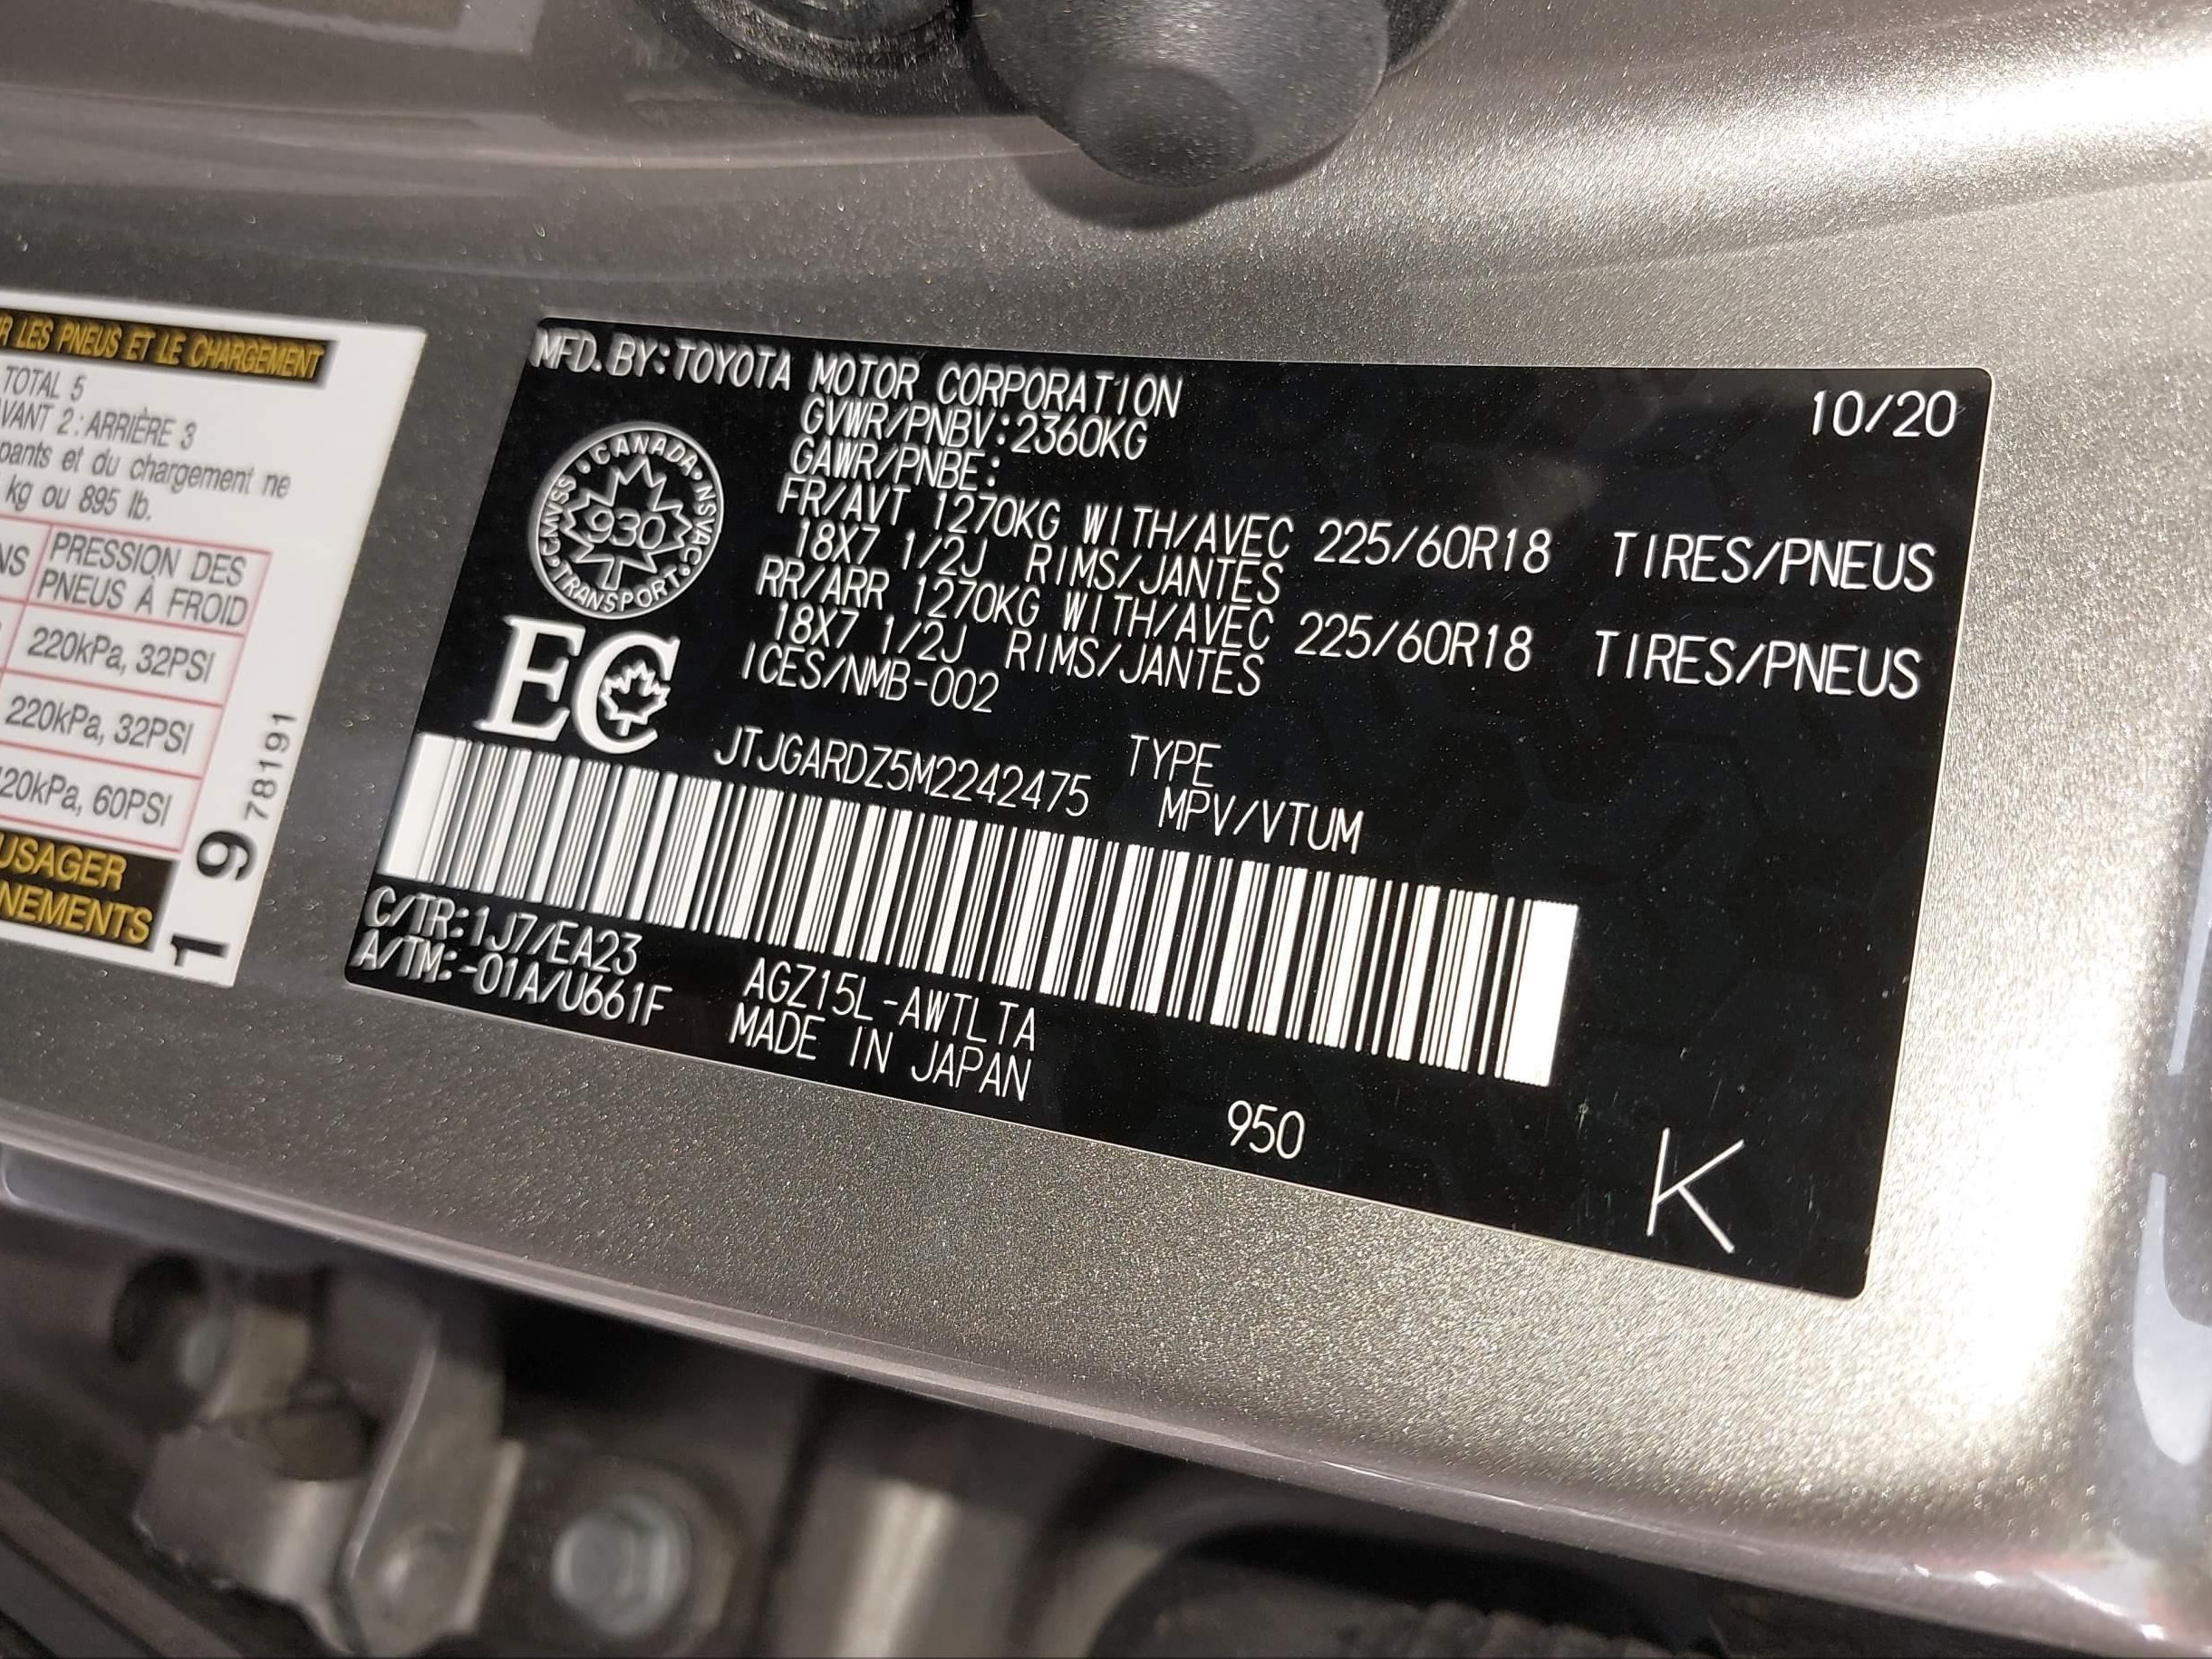 R LES PNEUS ET LE CHARGEMENT
TOTAL 5
AVANT 2 : ARRIÈRE 3
pants et du chargement ne
kg ou 895 lb.
NS
PRESSION DES
PNEUS À FROID
220kPa, 32PSI
220kPa, 32PSI
20kPa, 60PSI
USAGER
NEMENTS
1978191
MFD.BY:TOYOTA MOTOR CORPORATION
10/20
GVWR/PNBV:2360KG
GAWR/PNBE:
FR/AVT 1270KG WITH/AVEC 225/60R18 TIRES/PNEUS
18X7 1/2J RIMS/JANTES
RR/ARR 1270KG WITH/AVEC 225/60R18 TIRES/PNEUS
18X7 1/2J RIMS/JANTES
ICES/NMB-002
CANADA · NSVAC · TRANSPORT · CMVSS
930
EC
JTJGARDZ5M2242475
TYPE
MPV/VTUM
C/TR:1J7/EA23
A/TM:-01A/U661F
AGZ15L-AWTLTA
MADE IN JAPAN
950
K